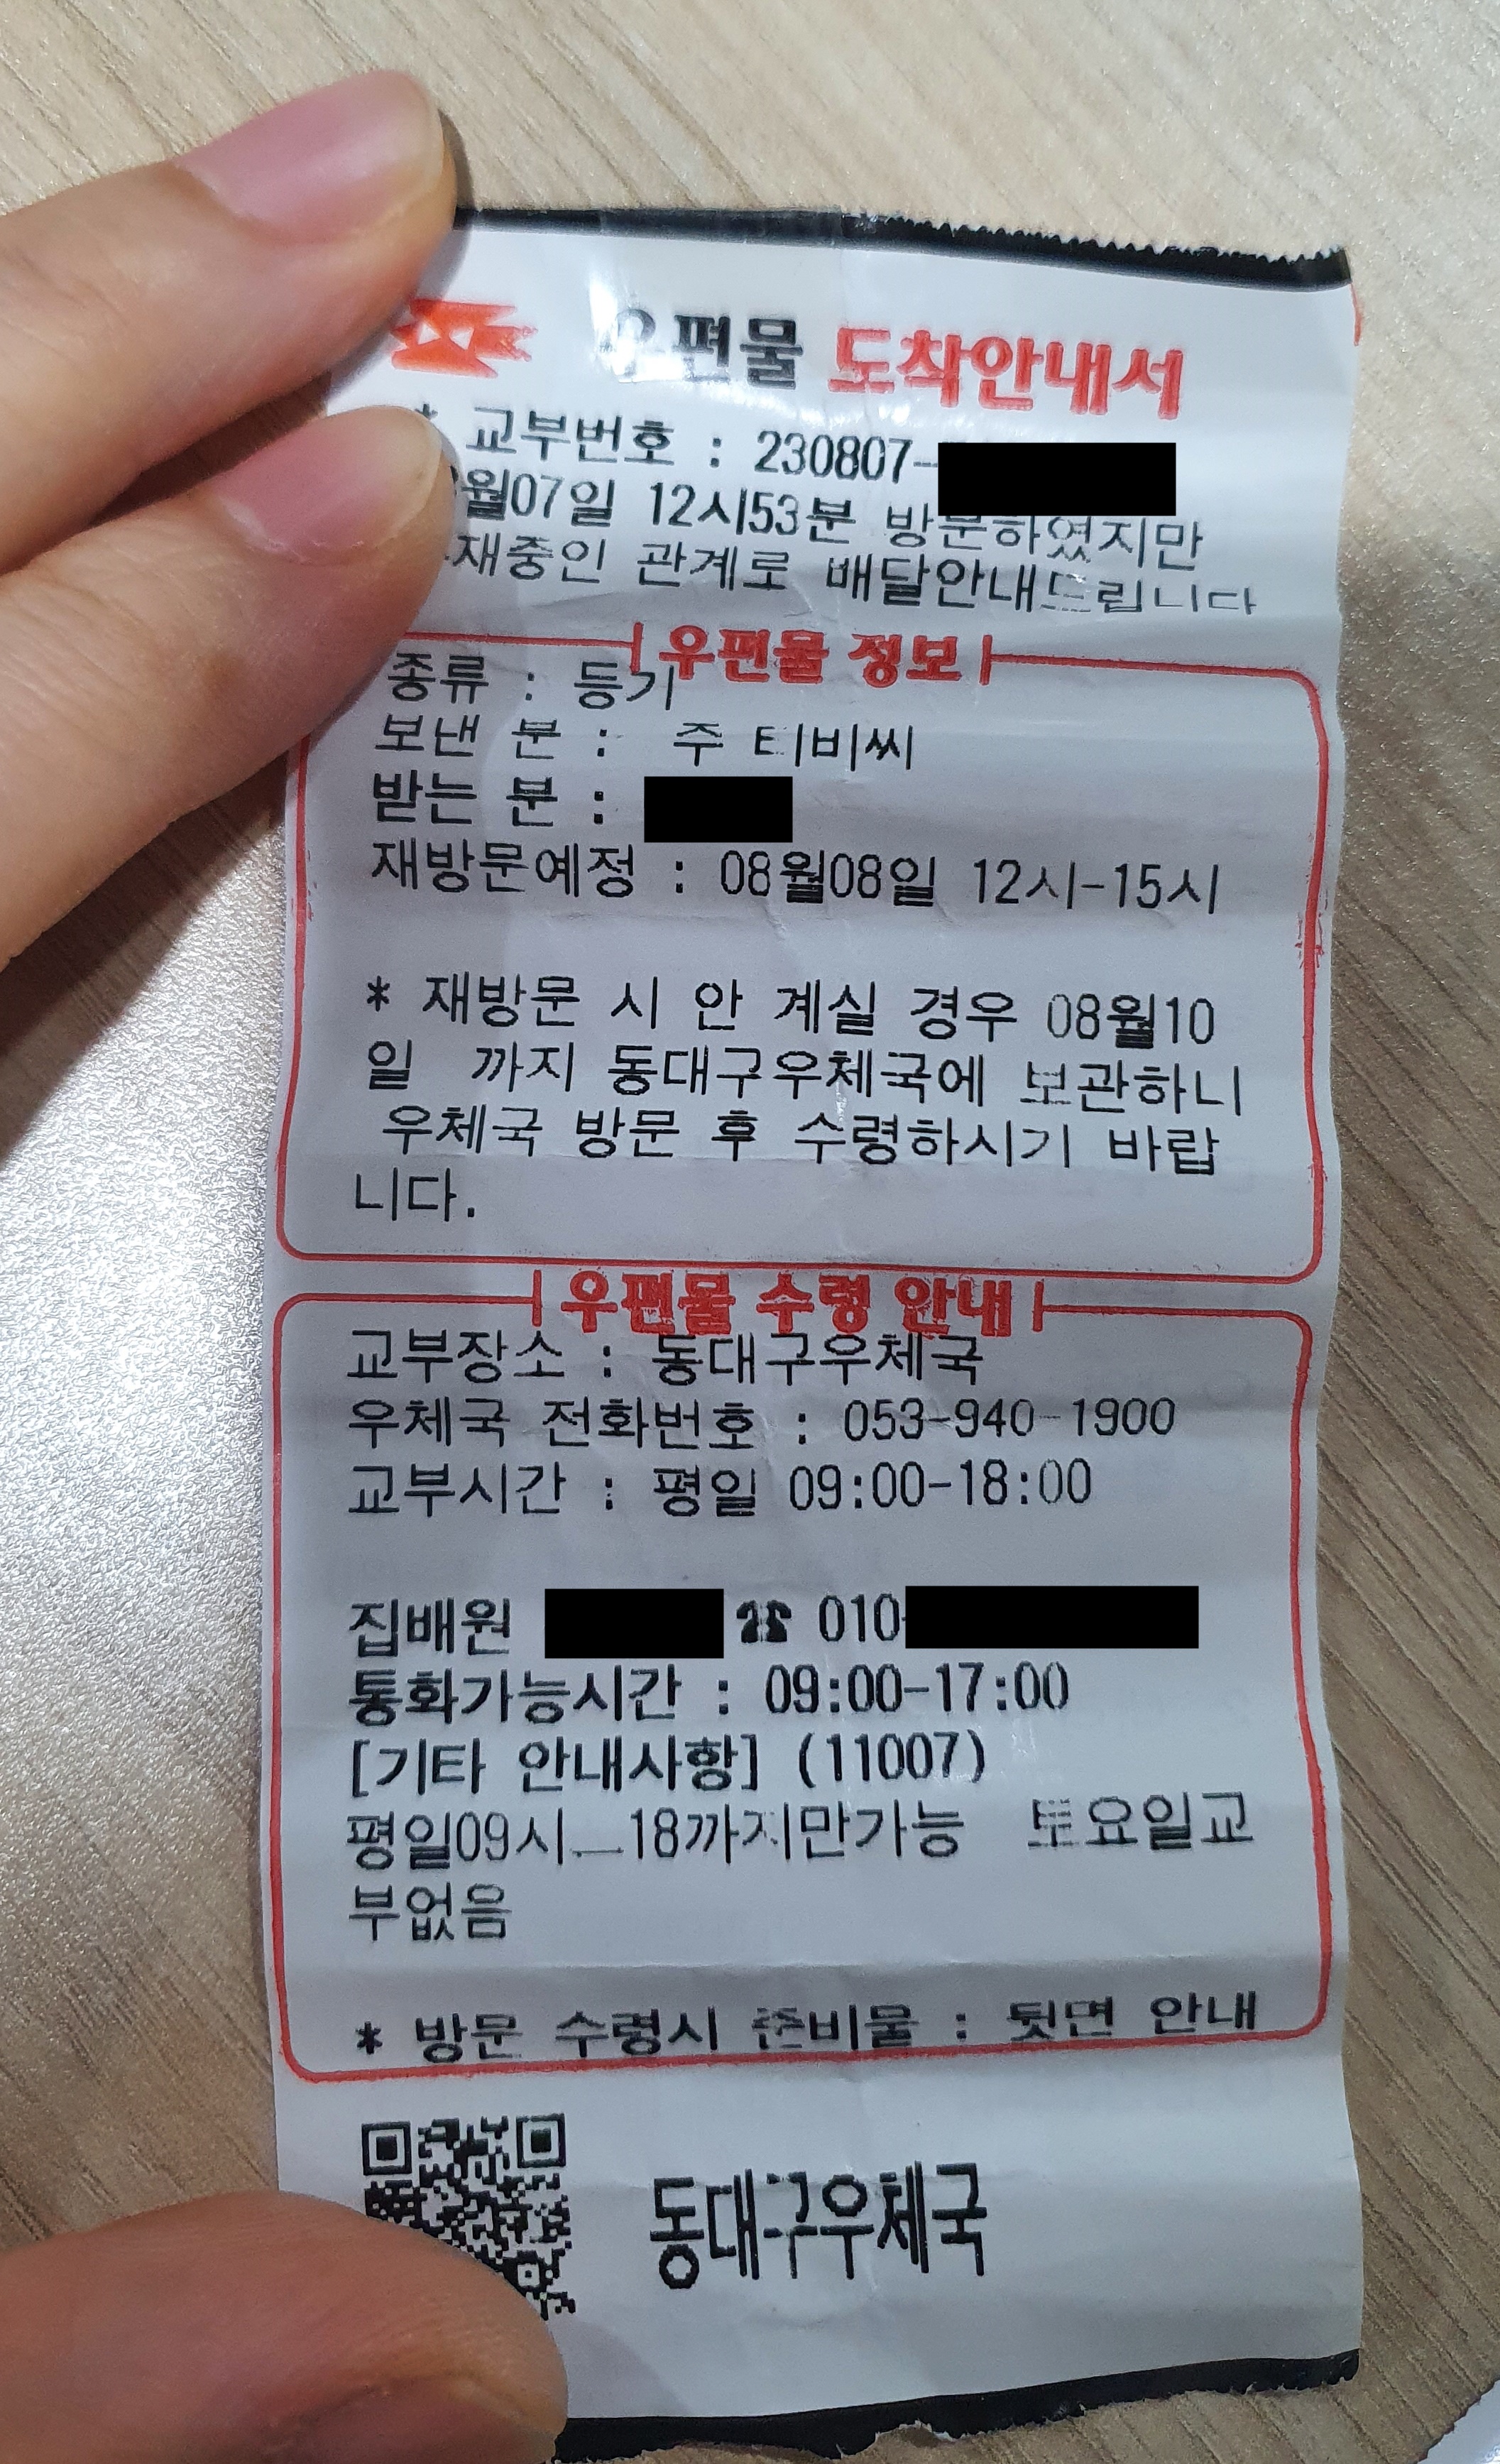 우편물 도착안내서
* 교부번호 : 230807-
월07일 12시53분 방문하였지만
재중인 관계로 배달안내드립니다
우편물 정보
종류 : 등기
보낸 분 : 주 티비씨
받는 분 :
재방문예정 : 08월08일 12시-15시
* 재방문 시 안 계실 경우 08월10
일 까지 동대구우체국에 보관하니
우체국 방문 후 수령하시기 바랍
니다.
우편물 수령 안내
교부장소 : 동대구우체국
우체국 전화번호 : 053-940-1900
교부시간 : 평일 09:00-18:00
집배원 ☎ 010
통화가능시간 : 09:00-17:00
[기타 안내사항] (11007)
평일09시_18까지만가능 토요일교
부없음
* 방문 수령시 준비물 : 뒷면 안내
동대구우체국